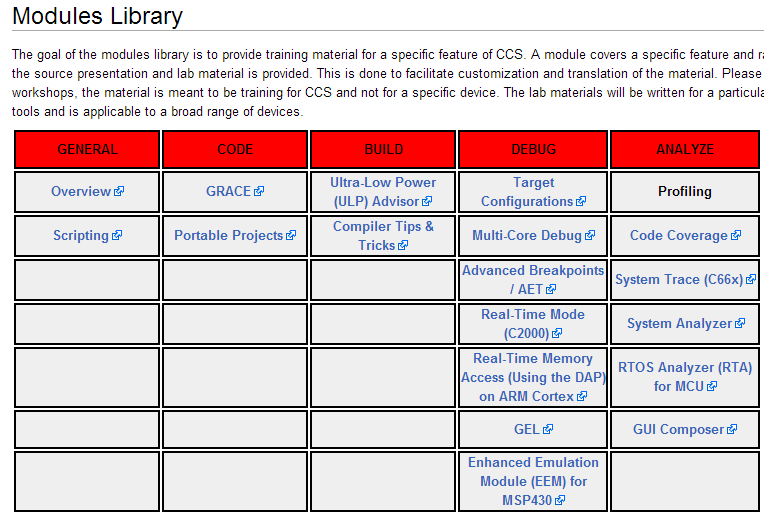 Modules Library
The goal of the modules library is to provide training material for a specific feature of CCS. A module covers a specific feature and
the source presentation and lab material is provided. This is done to facilitate customization and translation of the material. Please
workshops, the material is meant to be training for CCS and not for a specific device. The lab materials will be written for a
tools and is applicable to a broad range of devices.
GENERAL CODE BUILD DEBUG ANALYZE
Overview
GRACE
Ultra-Low Power
(ULP) Advisor
Target
Configurations
Profiling
Scripting
Portable Projects
Compiler Tips &
Tricks
Multi-Core Debug
Code Coverage
Advanced Breakpoints
/ AET
System Trace (C66x)
Real-Time Mode
(C2000)
System Analyzer
Real-Time Memory
Access (Using the DAP)
on ARM Cortex
RTOS Analyzer (RTA)
for MCU
GEL
GUI Composer
Enhanced Emulation
Module (EEM) for
MSP430